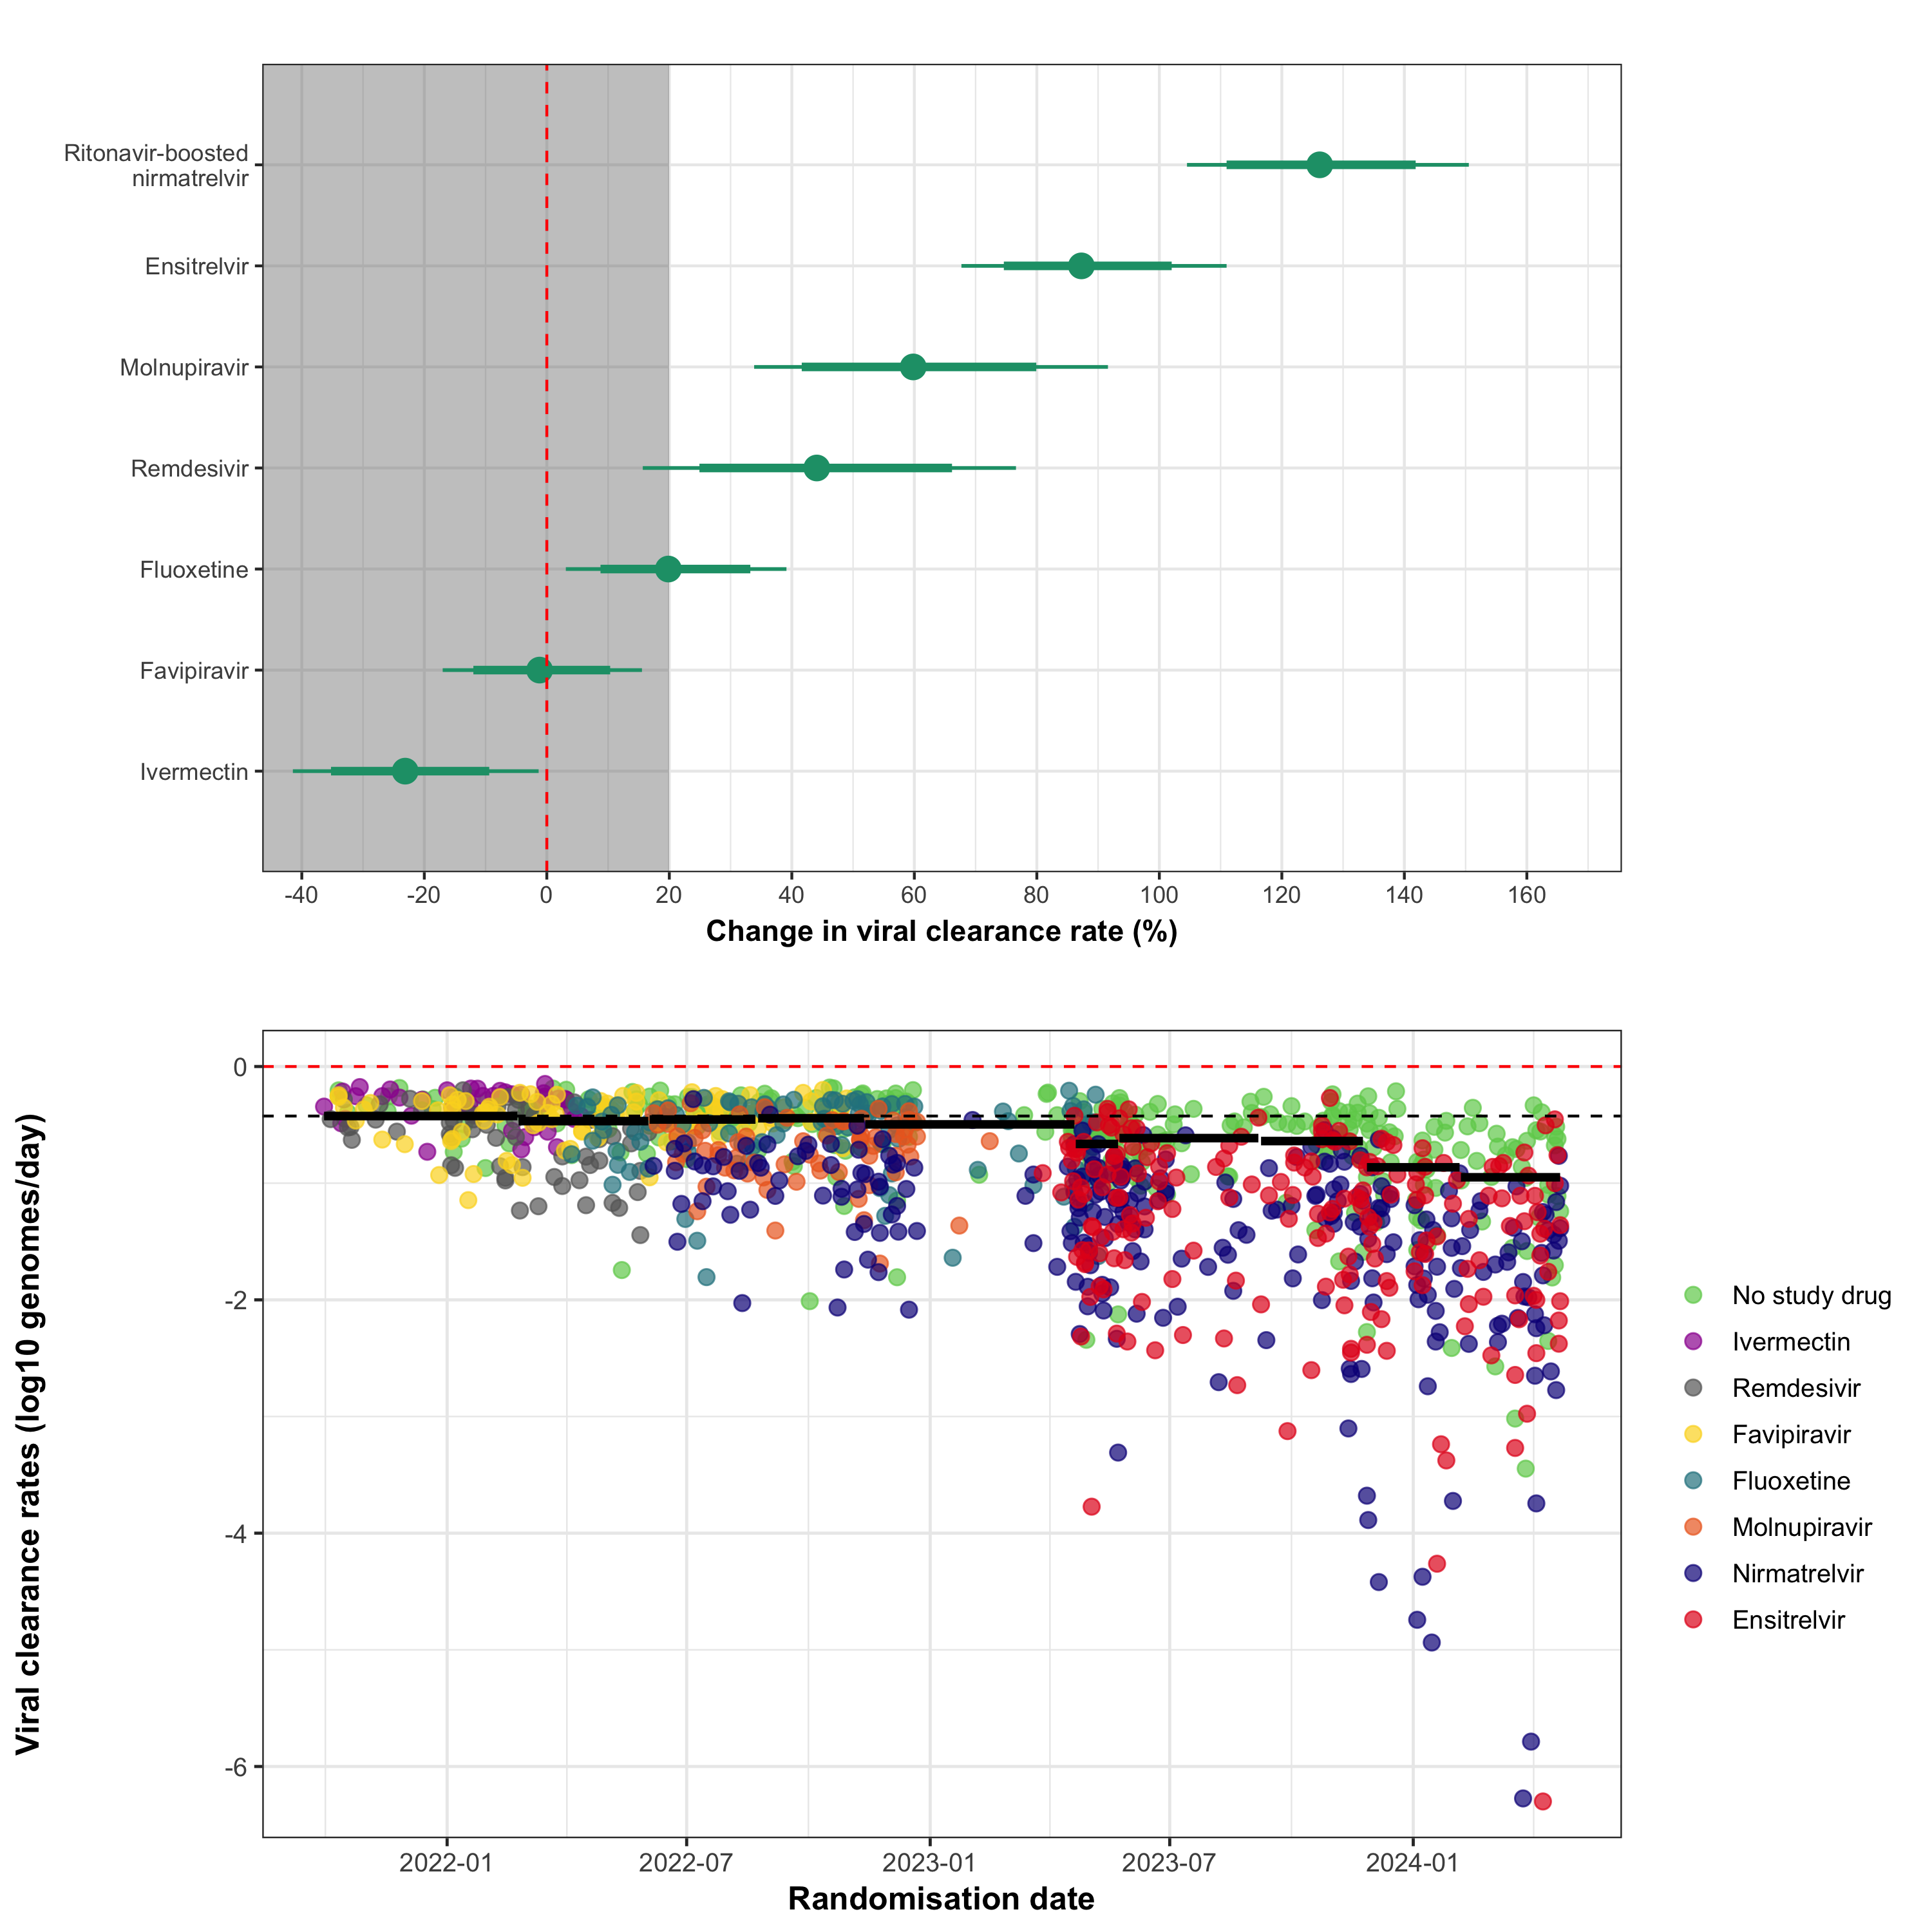 Ritonavir-boosted
nirmatrelvir
Ensitrelvir
Molnupiravir
Remdesivir
Fluoxetine
Favipiravir
Ivermectin
-40 -20 0 20 40 60 80 100 120 140 160
Change in viral clearance rate (%)
Viral clearance rates (log10 genomes/day)
0
-2
-4
-6
2022-01 2022-07 2023-01 2023-07 2024-01
Randomisation date
No study drug
Ivermectin
Remdesivir
Favipiravir
Fluoxetine
Molnupiravir
Nirmatrelvir
Ensitrelvir